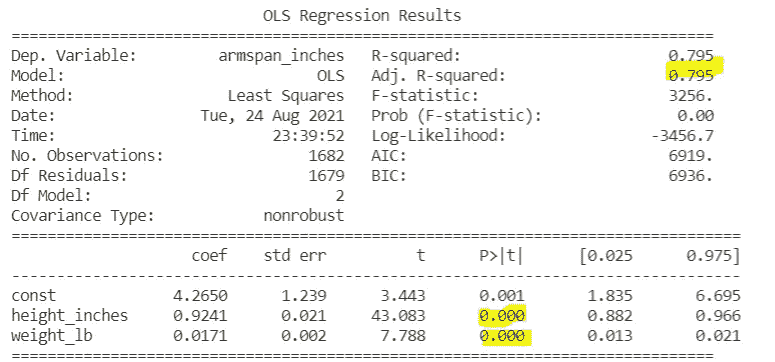 OLS Regression Results
==============================================================================
Dep. Variable: armspan_inches R-squared: 0.795
Model: OLS Adj. R-squared: 0.795
Method: Least Squares F-statistic: 3256.
Date: Tue, 24 Aug 2021 Prob (F-statistic): 0.00
Time: 23:39:52 Log-Likelihood: -3456.7
No. Observations: 1682 AIC: 6919.
Df Residuals: 1679 BIC: 6936.
Df Model: 2
Covariance Type: nonrobust
==============================================================================
coef std err t P>|t| [0.025 0.975]
------------------------------------------------------------------------------
const 4.2650 1.239 3.443 0.001 1.835 6.695
height_inches 0.9241 0.021 43.083 0.000 0.882 0.966
weight_lb 0.0171 0.002 7.788 0.000 0.013 0.021
==============================================================================